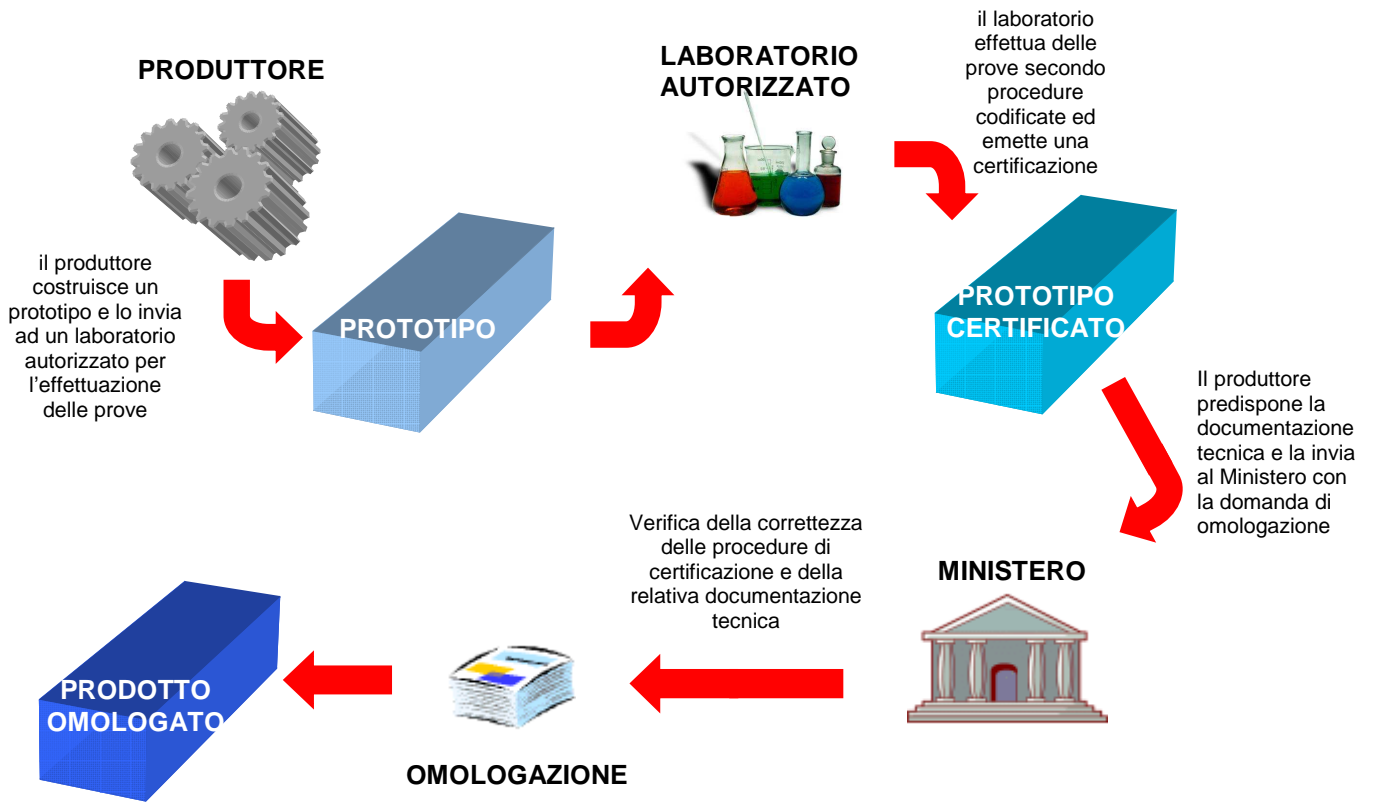 PRODUTTORE
il produttore
costruisce un
prototipo e lo invia
ad un laboratorio
autorizzato per
l'effettuazione
delle prove
PROTOTIPO
LABORATORIO
AUTORIZZATO
il laboratorio
effettua delle
prove secondo
procedure
codificate ed
emette una
certificazione
PROTOTIPO
CERTIFICATO
Il produttore
predispone la
documentazione
tecnica e la invia
al Ministero con
la domanda di
omologazione
MINISTERO
Verifica della correttezza
delle procedure di
certificazione e della
relativa documentazione
tecnica
OMOLOGAZIONE
PRODOTTO
OMOLOGATO